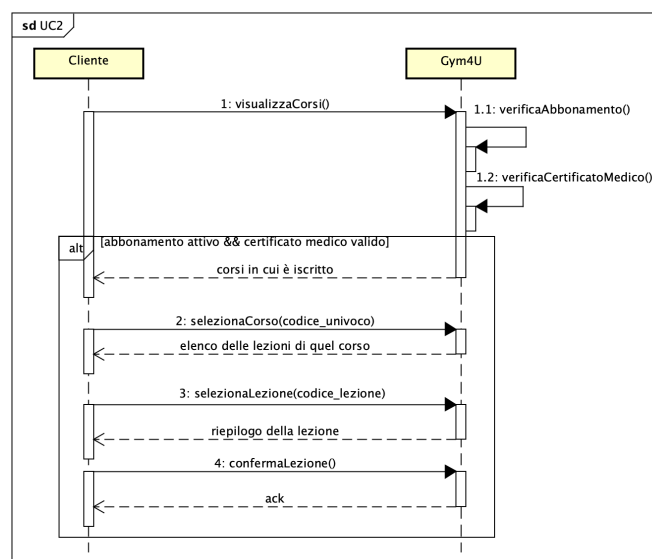 sd UC2
Cliente
Gym4U
1: visualizzaCorsi()
1.1: verificaAbbonamento()
1.2: verificaCertificatoMedico()
alt
[abbonamento attivo && certificato medico valido]
corsi in cui è iscritto
2: selezionaCorso(codice_univoco)
elenco delle lezioni di quel corso
3: selezionaLezione(codice_lezione)
riepilogo della lezione
4: confermaLezione()
ack